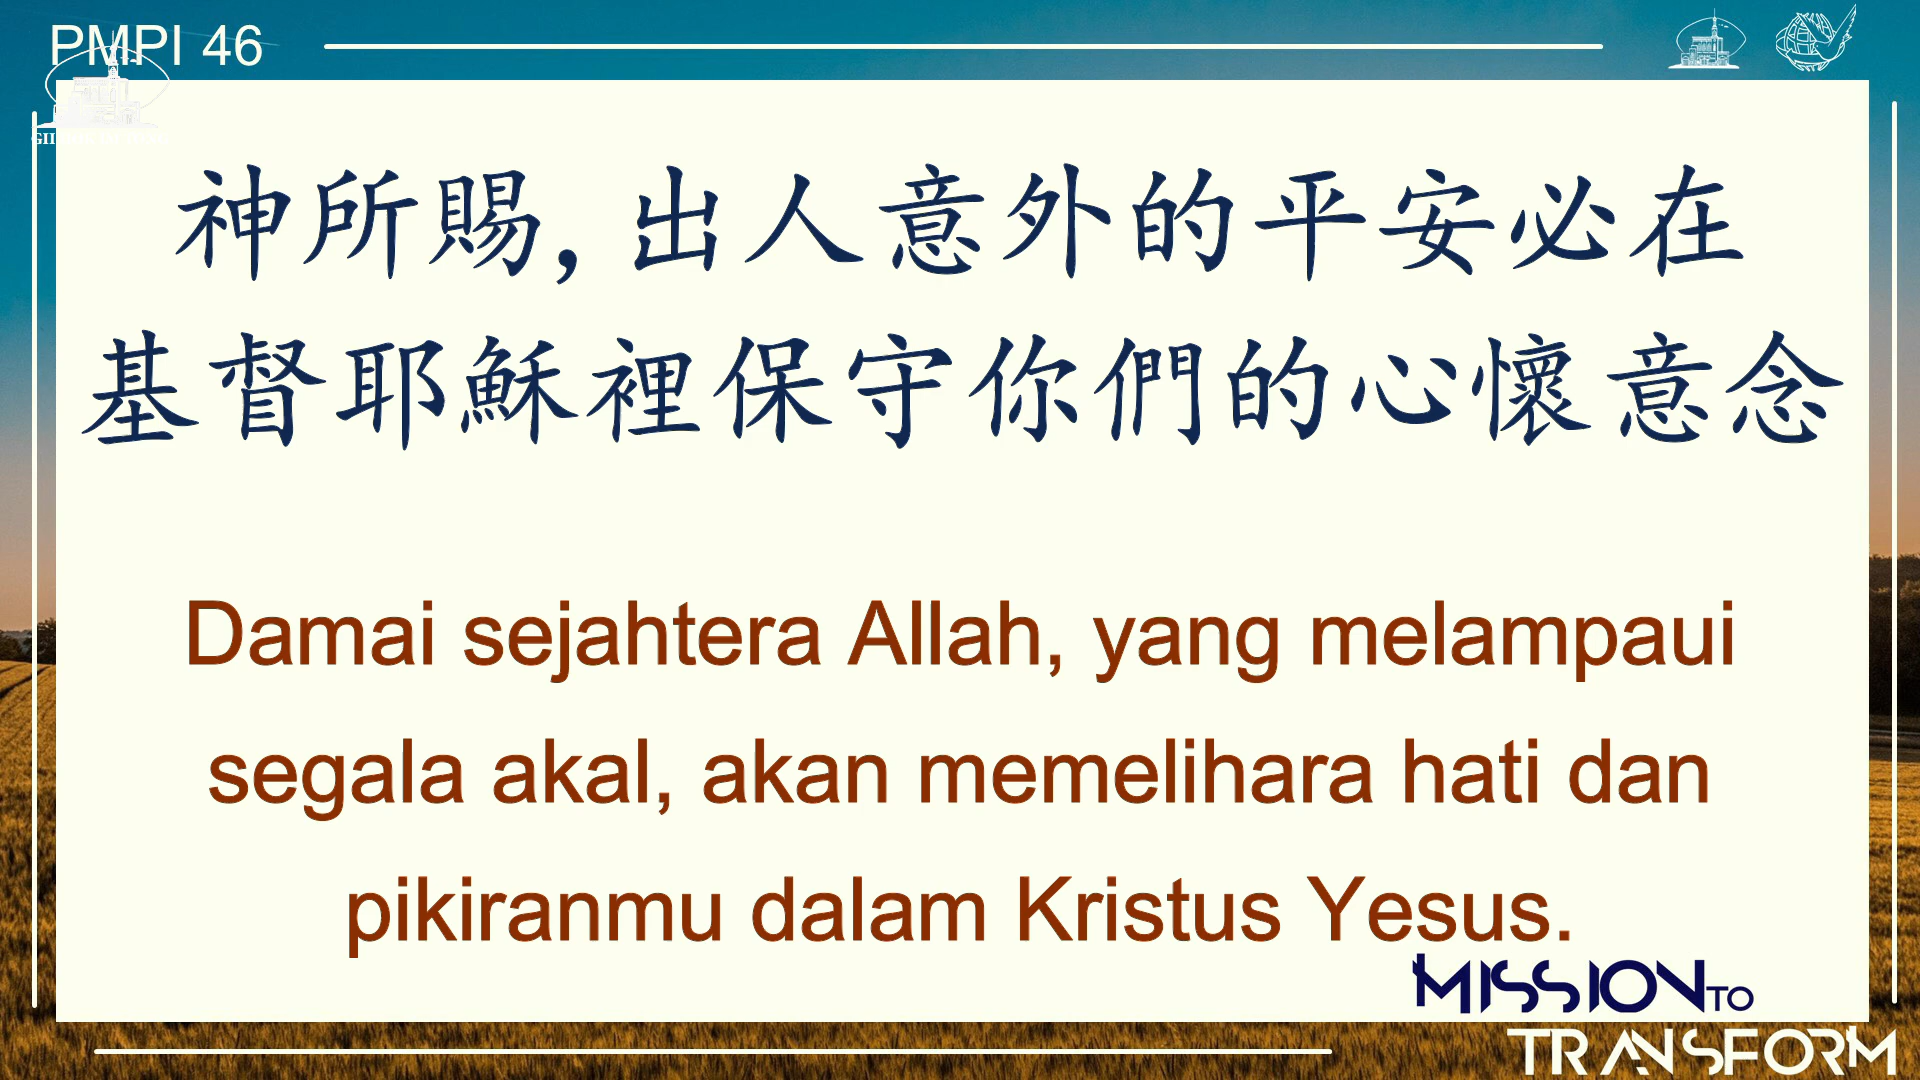 PMPI 46
神所賜,出人意外的平安必在
基督耶穌裡保守你們的心懷意念
Damai sejahtera Allah, yang melampaui
segala akal, akan memelihara hati dan
pikiranmu dalam Kristus Yesus.
MISSION TO
TRANSFORM